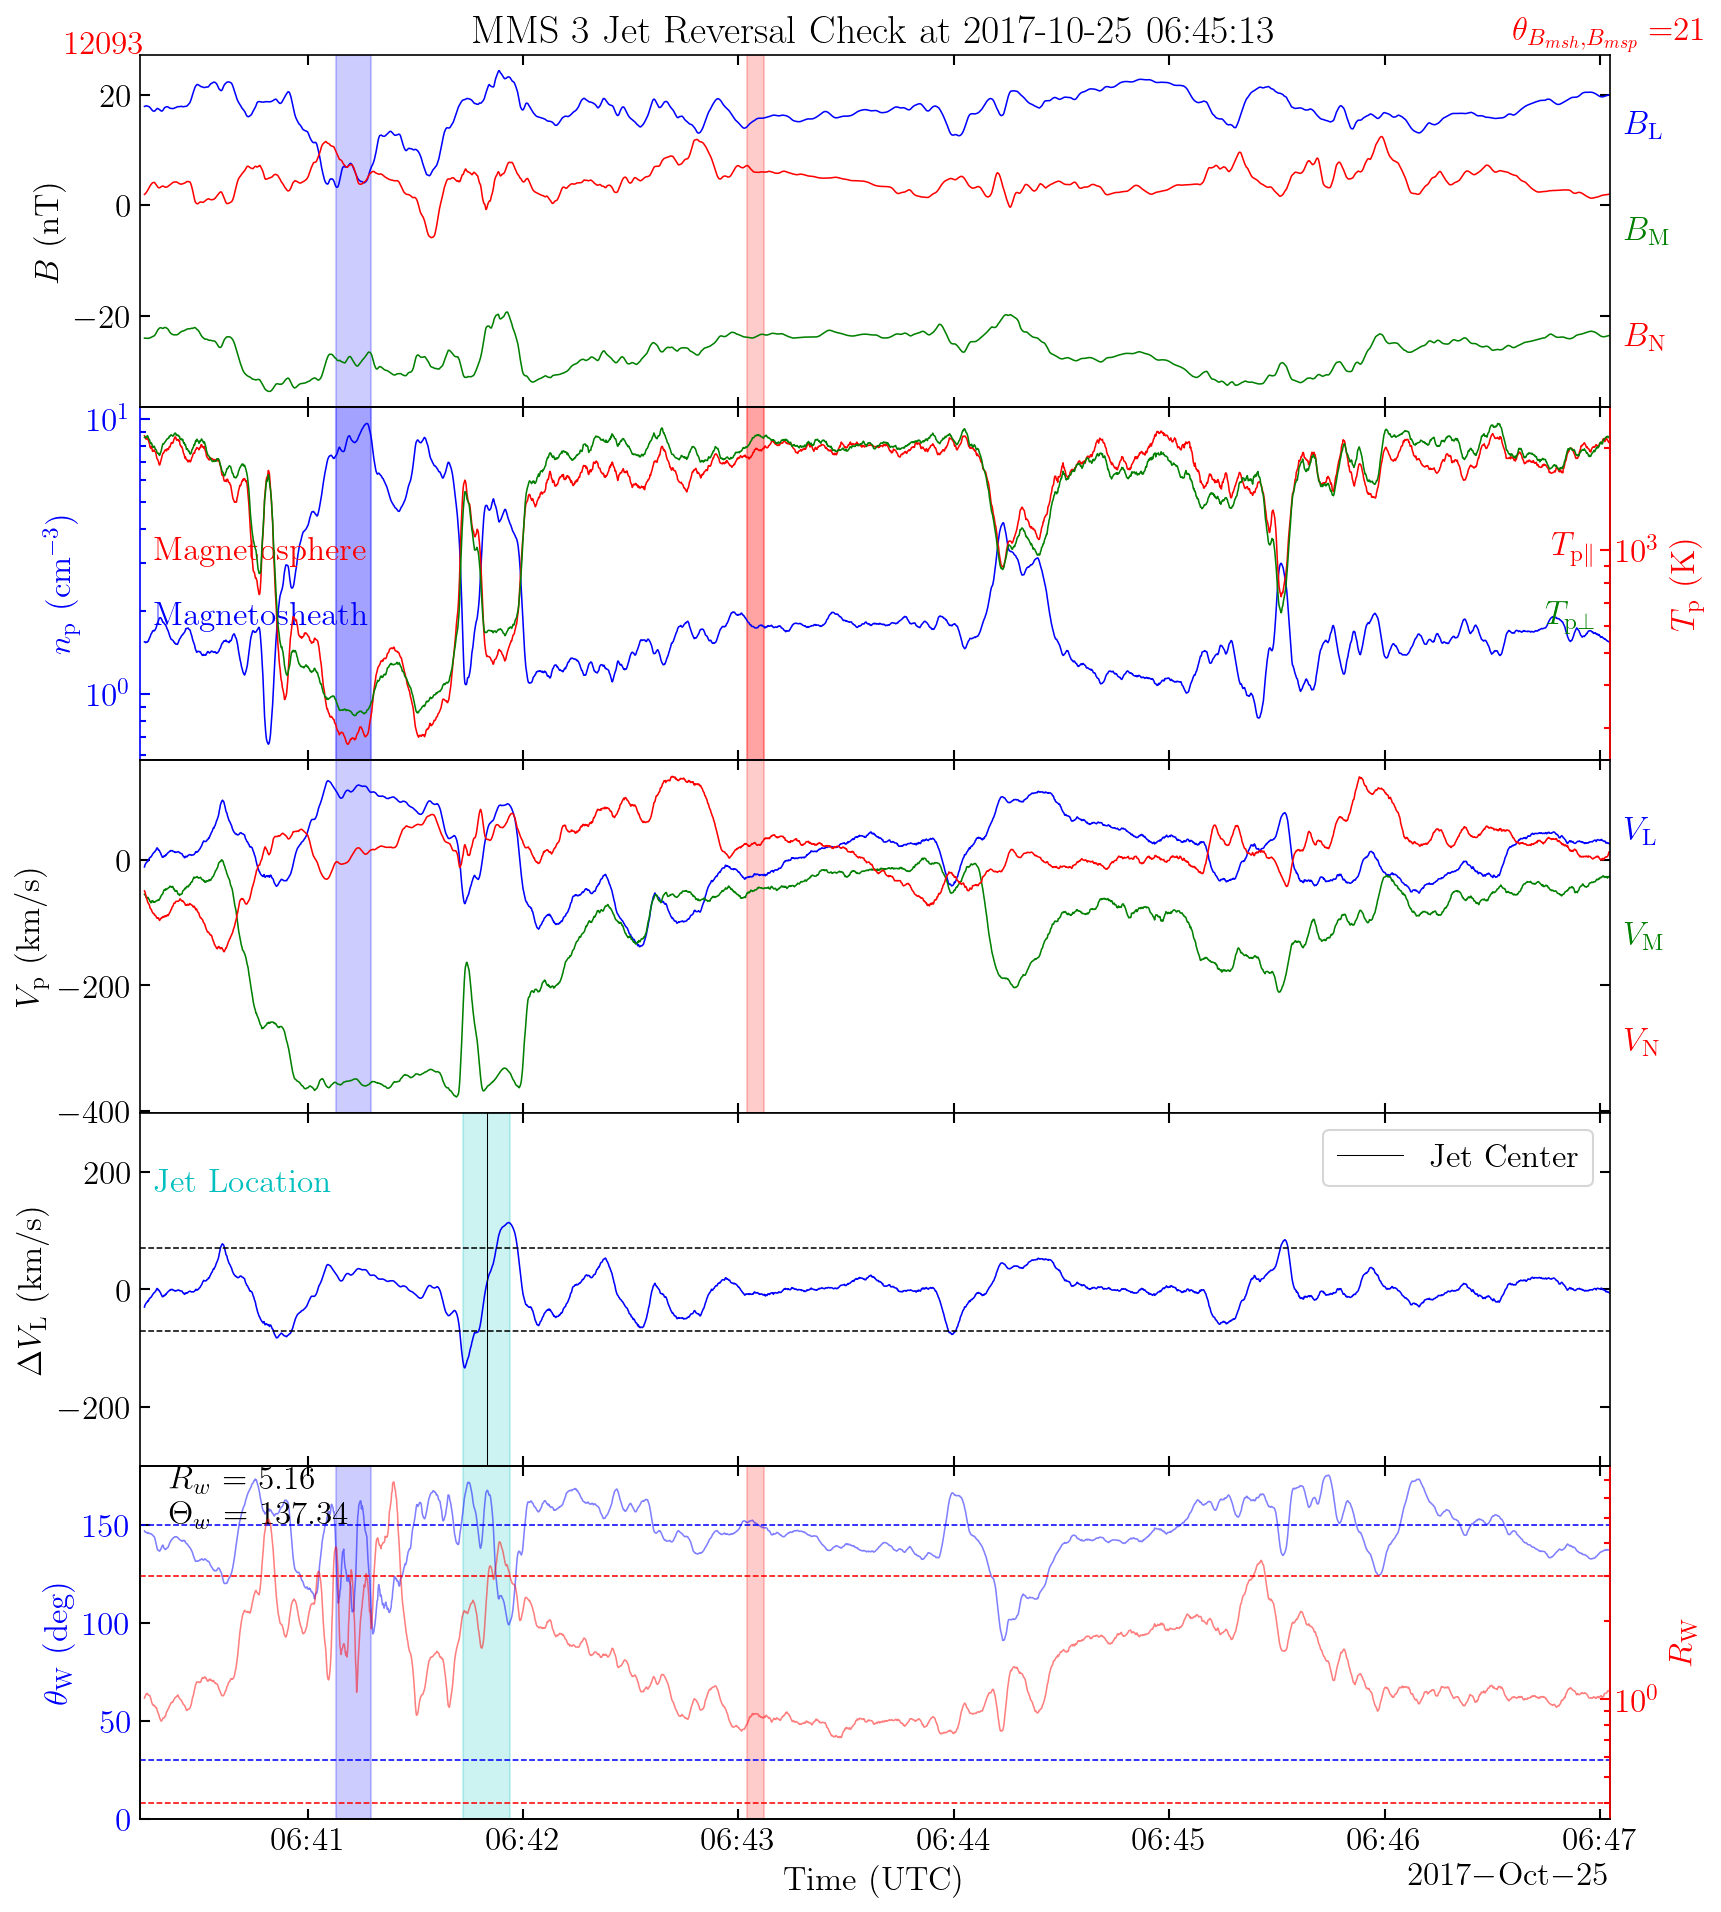 MMS 3 Jet Reversal Check at 2017-10-25 06:45:13
12093
θ_{B_{msh},B_{msp}} =21
20
0
−20
B (nT)
B_L
B_M
B_N
10^1
10^0
n_p (cm^{−3})
Magnetosphere
Magnetosheath
T_{p∥}
T_{p⊥}
10^3
T_p (K)
0
−200
−400
V_p (km/s)
V_L
V_M
V_N
200
0
−200
ΔV_L (km/s)
Jet Location
Jet Center
R_w = 5.16
Θ_w = 137.34
150
100
50
0
θ_W (deg)
10^0
R_W
06:41 06:42 06:43 06:44 06:45 06:46 06:47
Time (UTC)
2017−Oct−25